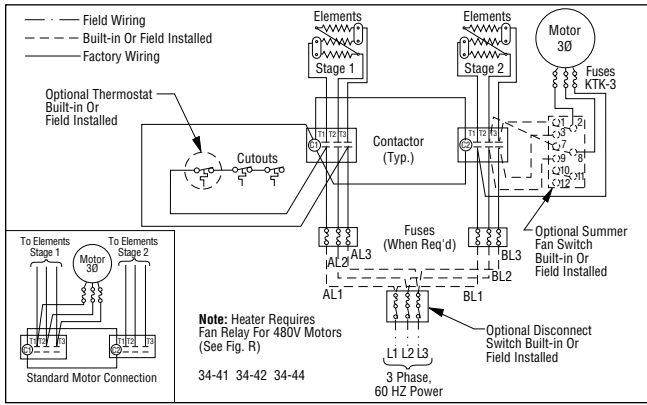 Field Wiring
Built-in Or Field Installed
Factory Wiring
Elements
Stage 1
Elements
Stage 2
Motor
3Ø
Fuses
KTK-3
Optional Thermostat
Built-in Or
Field Installed
Cutouts
C1
T1 T2 T3
Contactor
(Typ.)
C2
T1 T2 T3
1 2
3
7
9 8
10 11
12
Optional Summer
Fan Switch
Built-in Or
Field Installed
Fuses
(When Req'd)
AL3
AL2
AL1
BL3
BL2
BL1
Optional Disconnect
Switch Built-in Or
Field Installed
L1 L2 L3
3 Phase,
60 HZ Power
Note: Heater Requires
Fan Relay For 480V Motors
(See Fig. R)
34-41 34-42 34-44
To Elements
Stage 1
To Elements
Stage 2
Motor
3Ø
T1 T2 T3
C1
T1 T2 T3
C2
Standard Motor Connection